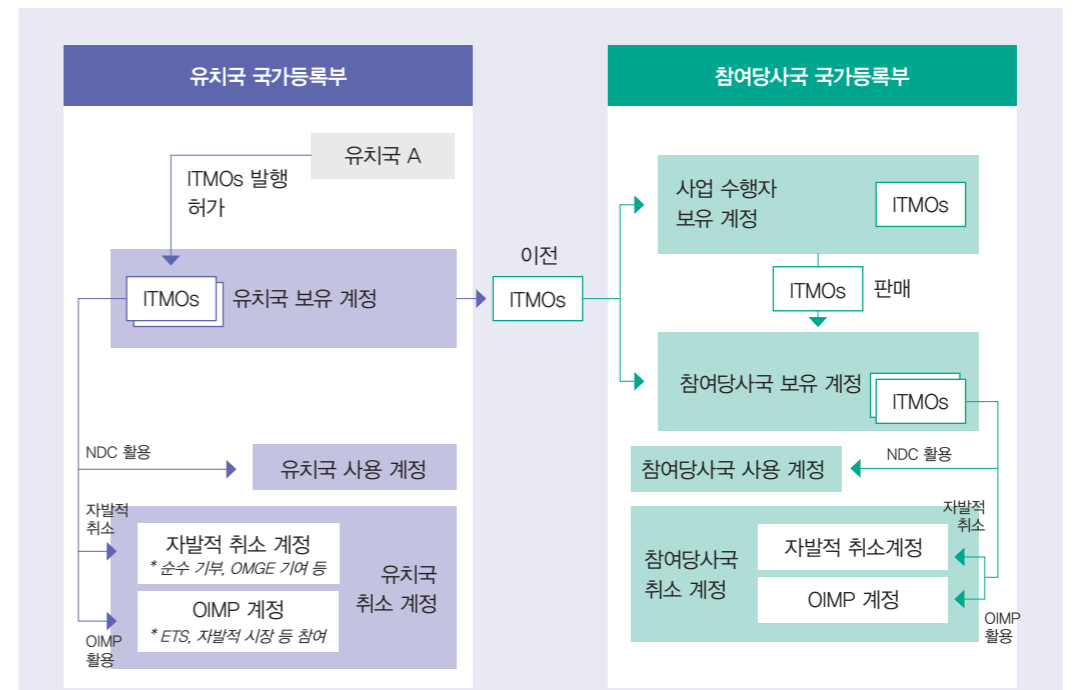 유치국 국가등록부
유치국 A
ITMOs 발행
허가
ITMOs
유치국 보유 계정
NDC 활용
유치국 사용 계정
자발적
취소
자발적 취소 계정
* 순수 기부, OMGE 기여 등
유치국
취소 계정
OIMP 계정
* ETS, 자발적 시장 등 참여
OIMP
활용
이전
ITMOs
참여당사국 국가등록부
사업 수행자
보유 계정
ITMOs
ITMOs
판매
참여당사국 보유 계정
ITMOs
NDC 활용
참여당사국 사용 계정
자발적
취소
참여당사국
취소 계정
자발적 취소계정
OIMP 계정
OIMP
활용